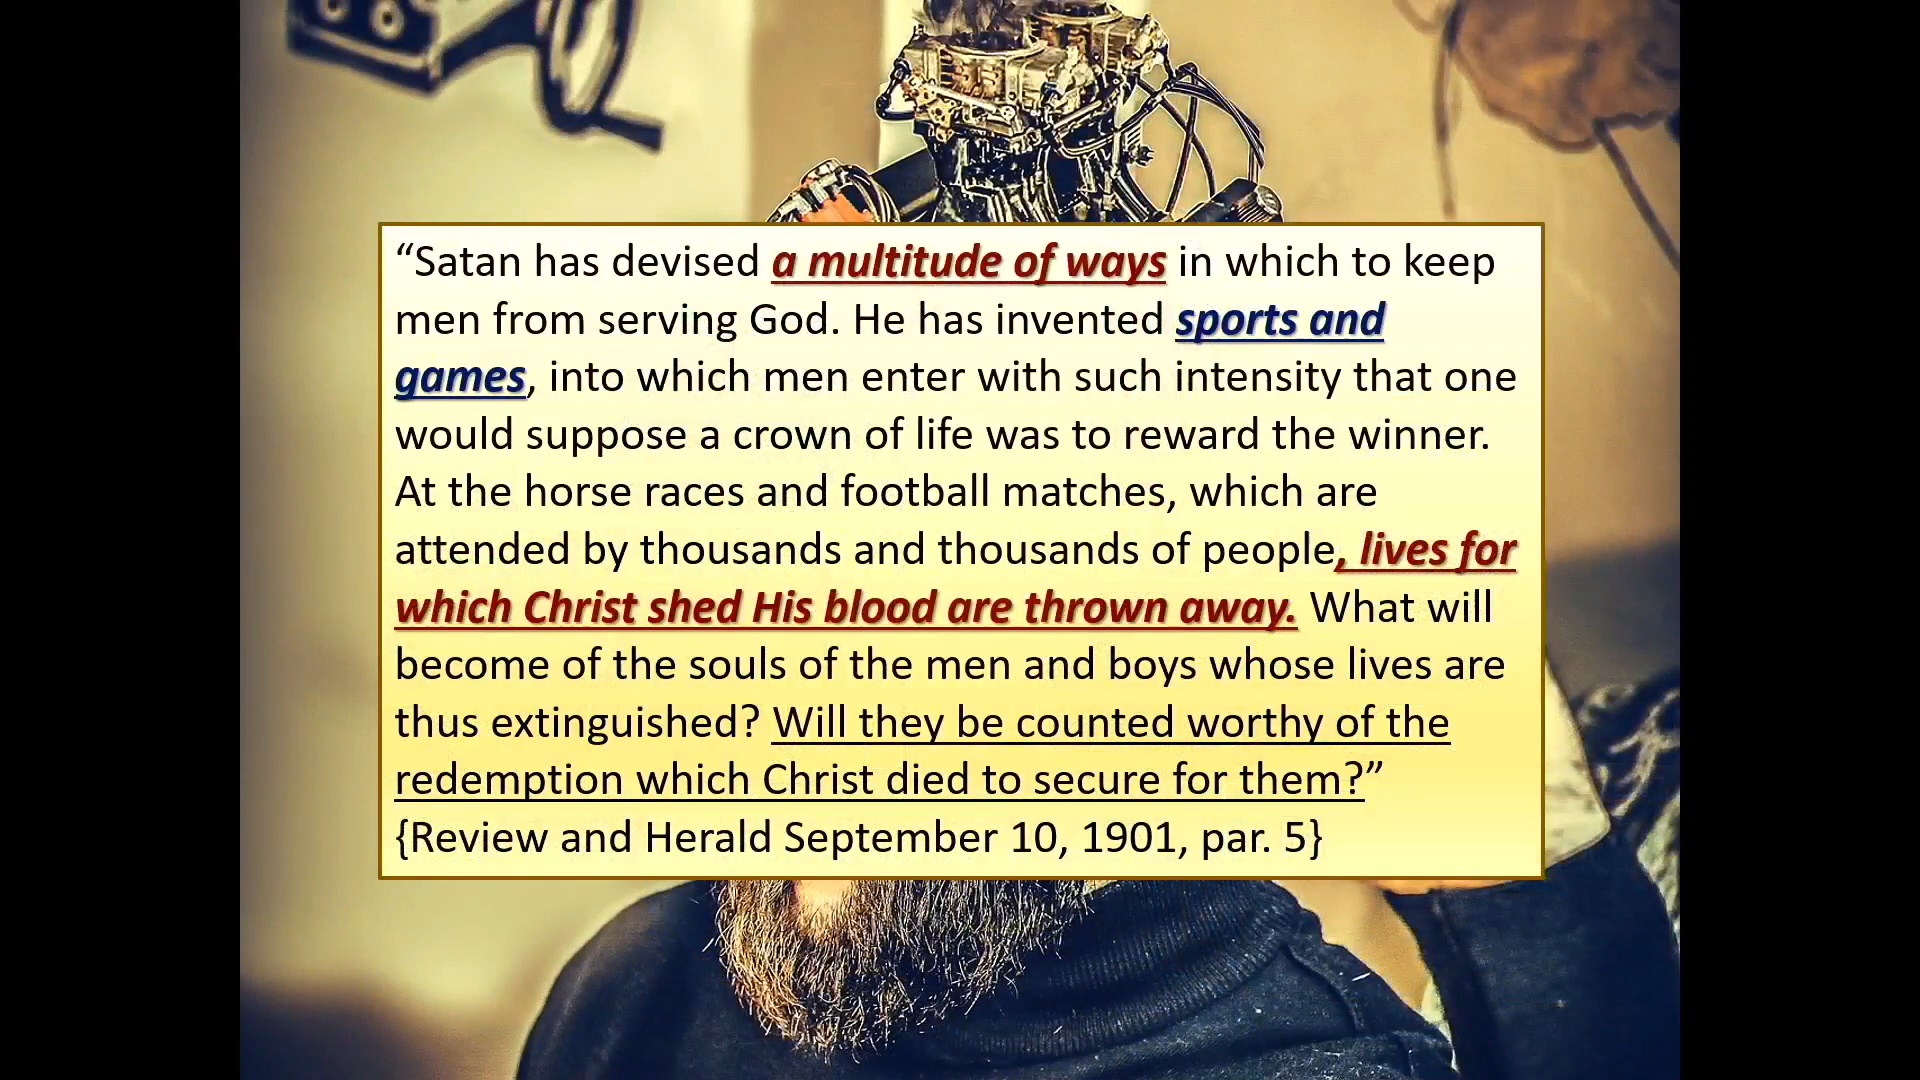 “Satan has devised a multitude of ways in which to keep
men from serving God. He has invented sports and
games, into which men enter with such intensity that one
would suppose a crown of life was to reward the winner.
At the horse races and football matches, which are
attended by thousands and thousands of people, lives for
which Christ shed His blood are thrown away. What will
become of the souls of the men and boys whose lives are
thus extinguished? Will they be counted worthy of the
redemption which Christ died to secure for them?”
{Review and Herald September 10, 1901, par. 5}